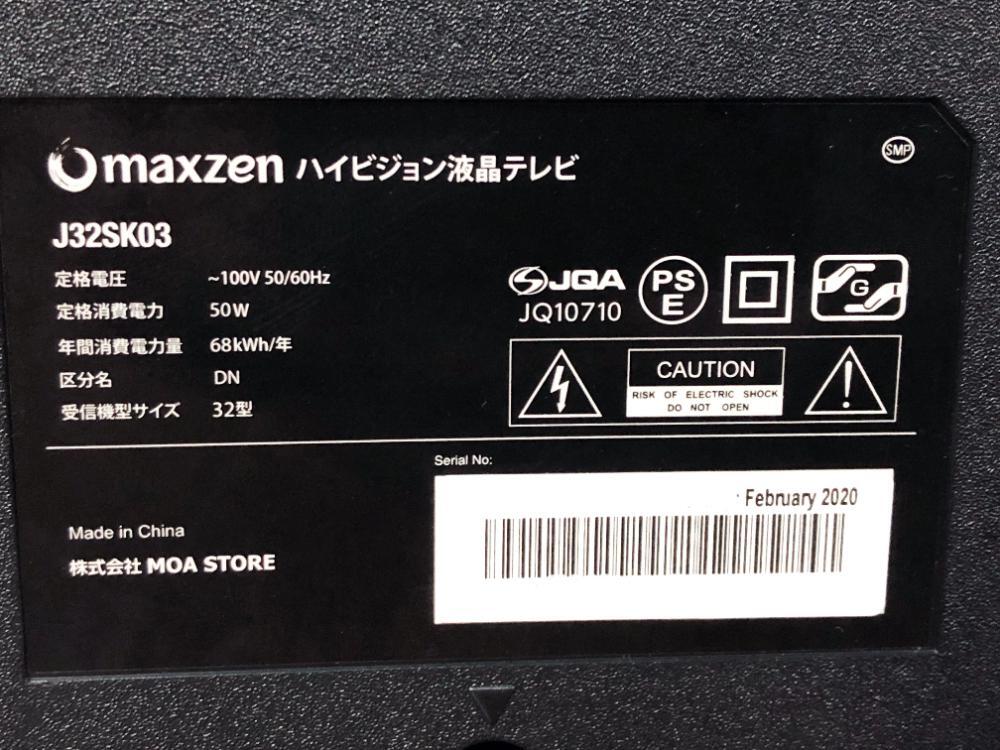 maxzen ハイビジョン液晶テレビ
SMP
J32SK03
定格電圧 ~100V 50/60Hz
定格消費電力 50W
年間消費電力量 68kWh/年
区分名 DN
受信機型サイズ 32型
JQA
JQ10710
PS
E
G
CAUTION
RISK OF ELECTRIC SHOCK
DO NOT OPEN
Serial No:
February 2020
Made in China
株式会社 MOA STORE